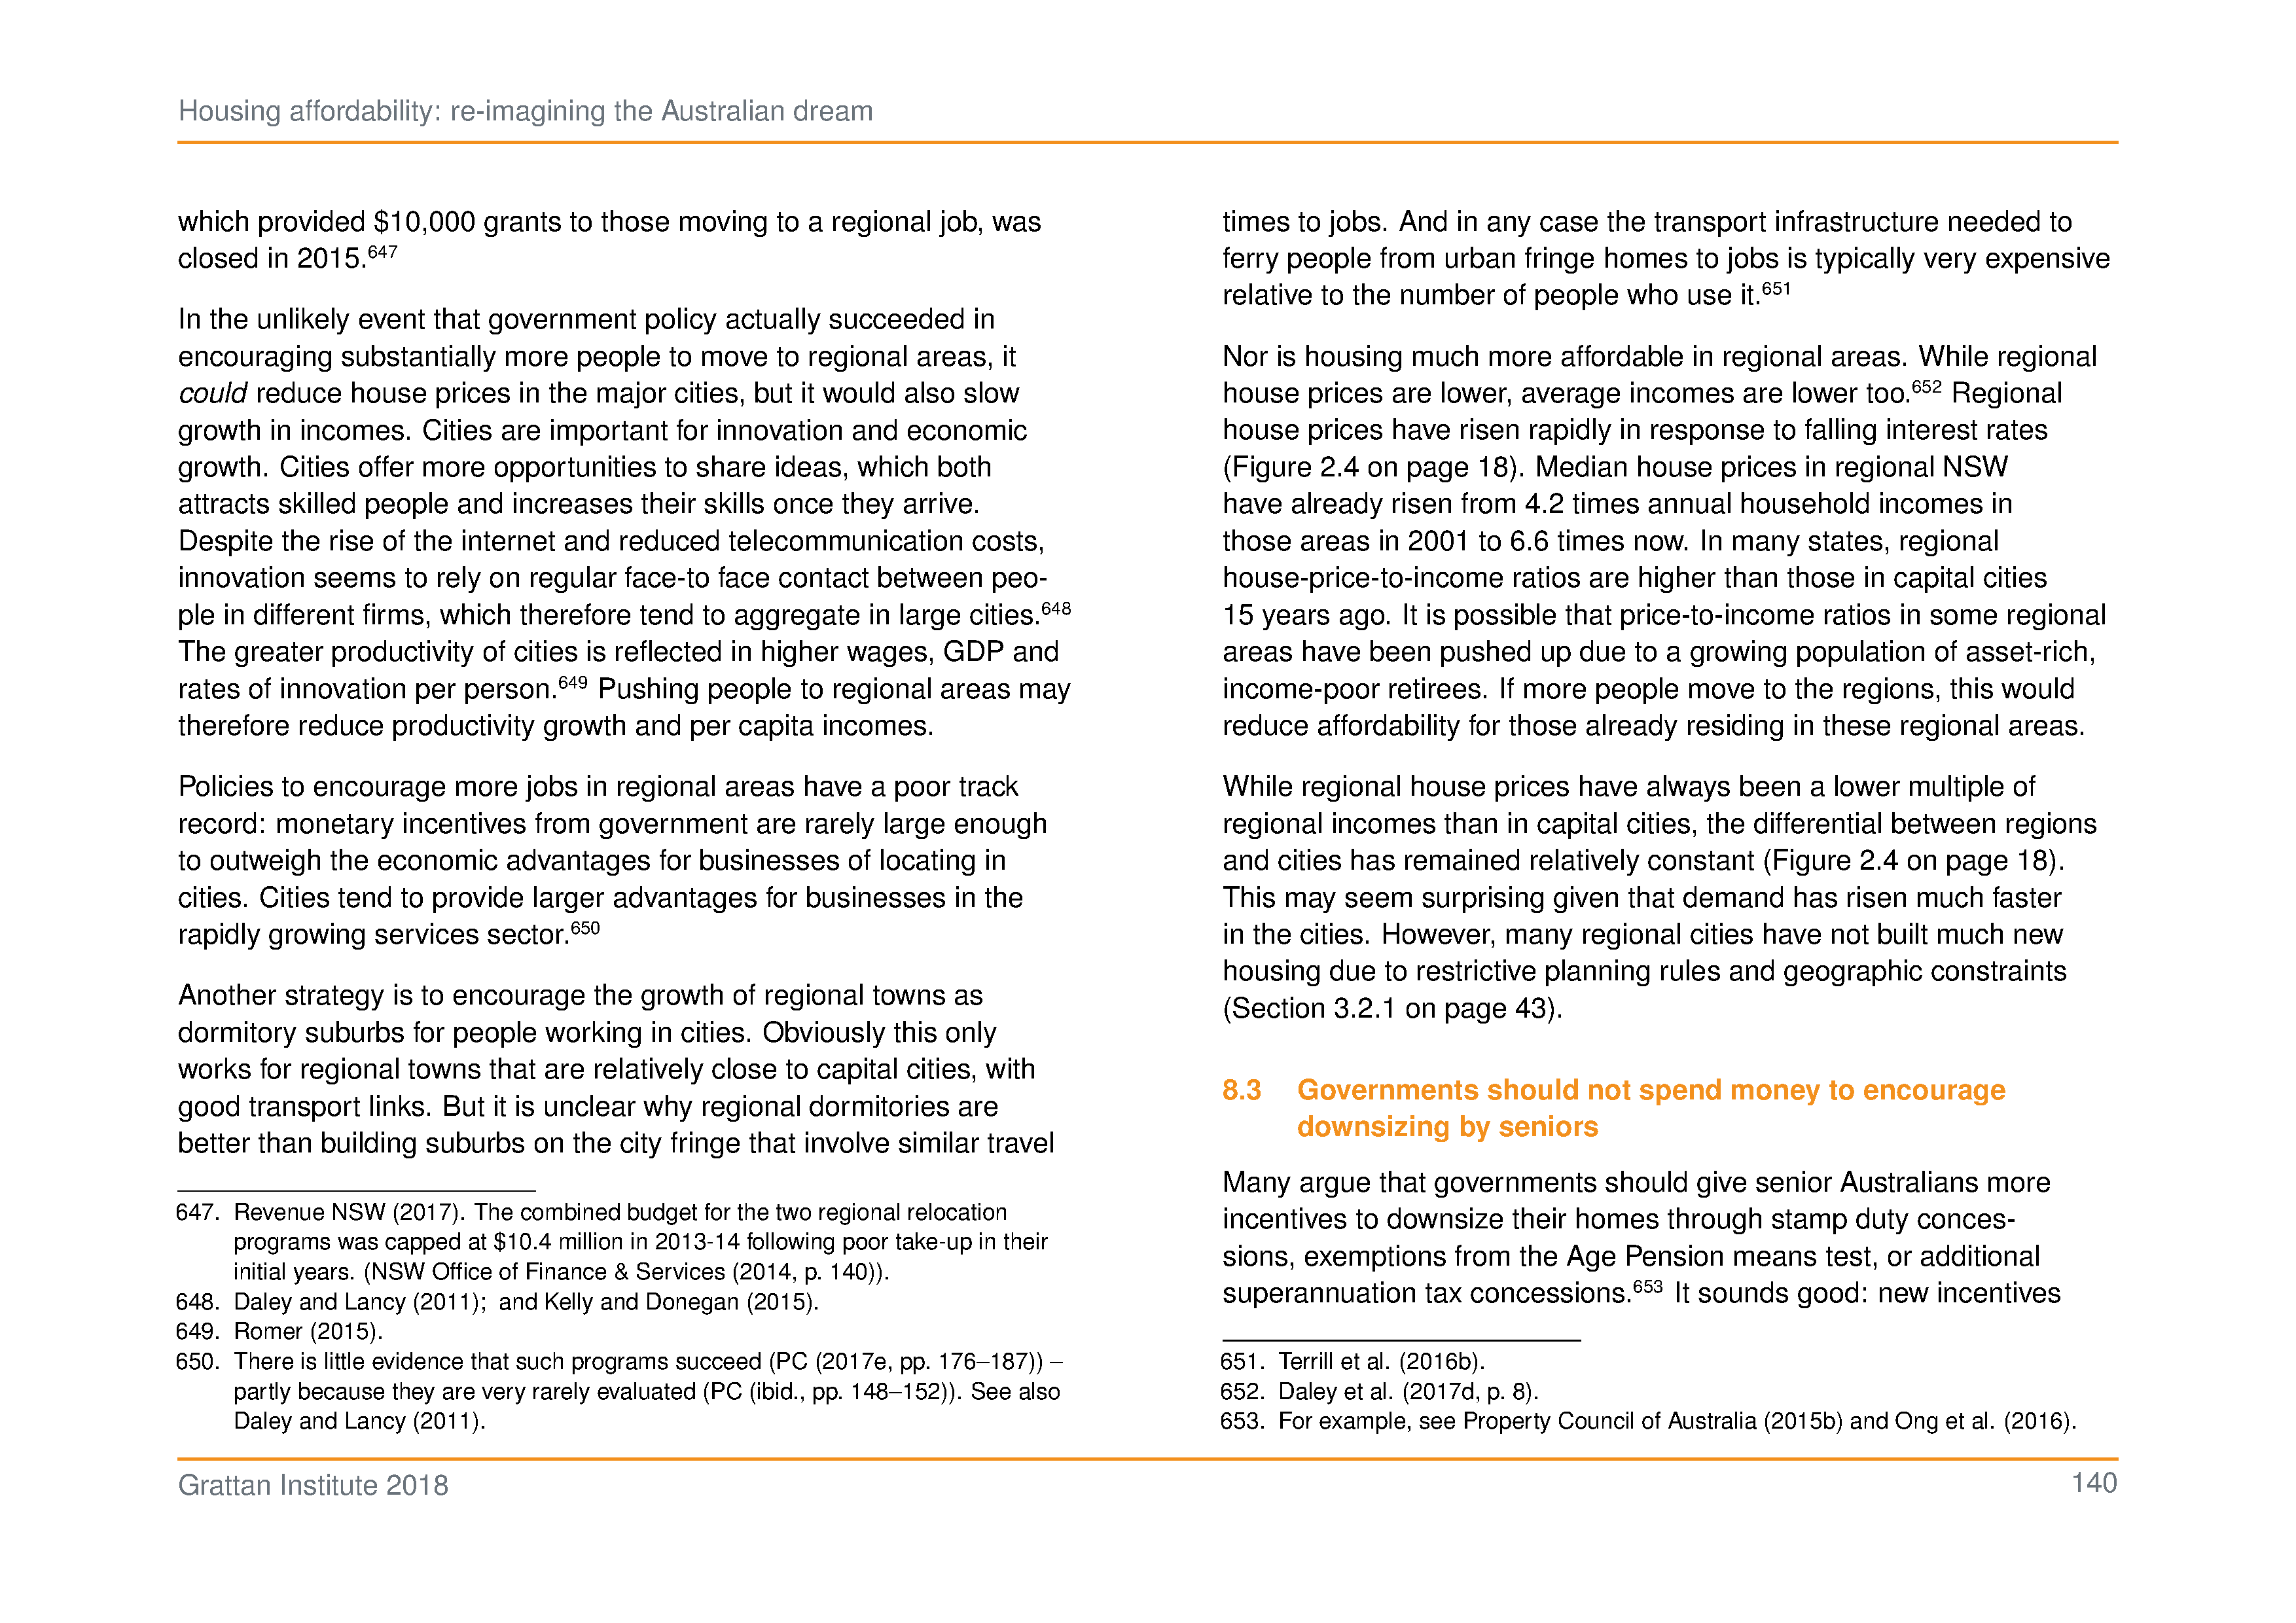 Housing affordability: re-imagining the Australian dream
which provided $10,000 grants to those moving to a regional job, was
closed in 2015.647
In the unlikely event that government policy actually succeeded in
encouraging substantially more people to move to regional areas, it
could reduce house prices in the major cities, but it would also slow
growth in incomes. Cities are important for innovation and economic
growth. Cities offer more opportunities to share ideas, which both
attracts skilled people and increases their skills once they arrive.
Despite the rise of the internet and reduced telecommunication costs,
innovation seems to rely on regular face-to face contact between peo-
ple in different firms, which therefore tend to aggregate in large cities.648
The greater productivity of cities is reflected in higher wages, GDP and
rates of innovation per person.649 Pushing people to regional areas may
therefore reduce productivity growth and per capita incomes.
Policies to encourage more jobs in regional areas have a poor track
record: monetary incentives from government are rarely large enough
to outweigh the economic advantages for businesses of locating in
cities. Cities tend to provide larger advantages for businesses in the
rapidly growing services sector.650
Another strategy is to encourage the growth of regional towns as
dormitory suburbs for people working in cities. Obviously this only
works for regional towns that are relatively close to capital cities, with
good transport links. But it is unclear why regional dormitories are
better than building suburbs on the city fringe that involve similar travel
647. Revenue NSW (2017). The combined budget for the two regional relocation
programs was capped at $10.4 million in 2013-14 following poor take-up in their
initial years. (NSW Office of Finance & Services (2014, p. 140)).
648. Daley and Lancy (2011); and Kelly and Donegan (2015).
649. Romer (2015).
650. There is little evidence that such programs succeed (PC (2017e, pp. 176–187)) –
partly because they are very rarely evaluated (PC (ibid., pp. 148–152)). See also
Daley and Lancy (2011).
times to jobs. And in any case the transport infrastructure needed to
ferry people from urban fringe homes to jobs is typically very expensive
relative to the number of people who use it.651
Nor is housing much more affordable in regional areas. While regional
house prices are lower, average incomes are lower too.652 Regional
house prices have risen rapidly in response to falling interest rates
(Figure 2.4 on page 18). Median house prices in regional NSW
have already risen from 4.2 times annual household incomes in
those areas in 2001 to 6.6 times now. In many states, regional
house-price-to-income ratios are higher than those in capital cities
15 years ago. It is possible that price-to-income ratios in some regional
areas have been pushed up due to a growing population of asset-rich,
income-poor retirees. If more people move to the regions, this would
reduce affordability for those already residing in these regional areas.
While regional house prices have always been a lower multiple of
regional incomes than in capital cities, the differential between regions
and cities has remained relatively constant (Figure 2.4 on page 18).
This may seem surprising given that demand has risen much faster
in the cities. However, many regional cities have not built much new
housing due to restrictive planning rules and geographic constraints
(Section 3.2.1 on page 43).
8.3 Governments should not spend money to encourage
downsizing by seniors
Many argue that governments should give senior Australians more
incentives to downsize their homes through stamp duty conces-
sions, exemptions from the Age Pension means test, or additional
superannuation tax concessions.653 It sounds good: new incentives
651. Terrill et al. (2016b).
652. Daley et al. (2017d, p. 8).
653. For example, see Property Council of Australia (2015b) and Ong et al. (2016).
Grattan Institute 2018
140